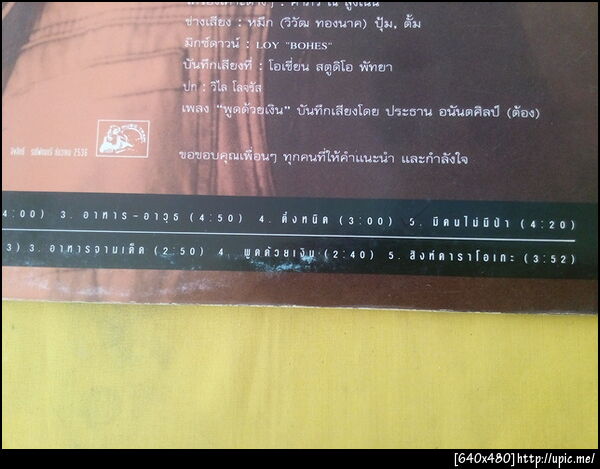 ช่างเสียง : หมึก (วิวัฒ ทองนาค) ปุ้ม, ตั้ม
มิกซ์ดาวน์ : LOY "BOHES"
บันทึกเสียงที่ : โอเชี่ยน สตูดิโอ พัทยา
ปก : วิไล โลจวัส
เพลง “พูดด้วยเงิน” บันทึกเสียงโดย ประธาน อนันตศิลป์ (ต้อง)
2536
ขอขอบคุณเพื่อนๆ ทุกคนที่ให้คำแนะนำ และกำลังใจ
4:00) 3. อาหาร-อาวุธ (4:50) 4. ดิ่งหนิด (3:00) 5. มีคนไม่มีป่า (4:20)
3) 3. อาหารจานเด็ด (2:50) 4. พูดด้วยเงิน (2:40) 5. สิงห์คาราโอเกะ (3:52)
[640x480]http://upic.me/